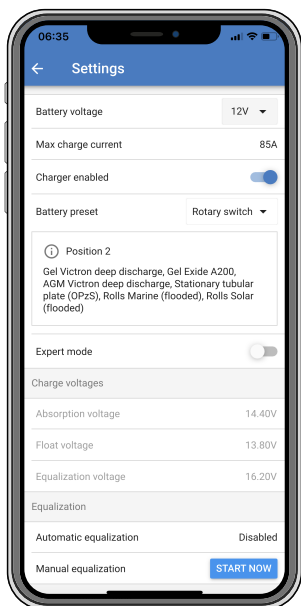 06:35
Settings
Battery voltage 12V
Max charge current 85A
Charger enabled
Battery preset Rotary switch
Position 2
Gel Victron deep discharge, Gel Exide A200,
AGM Victron deep discharge, Stationary tubular
plate (OPzS), Rolls Marine (flooded), Rolls Solar
(flooded)
Expert mode
Charge voltages
Absorption voltage 14.40V
Float voltage 13.80V
Equalization voltage 16.20V
Equalization
Automatic equalization Disabled
Manual equalization START NOW